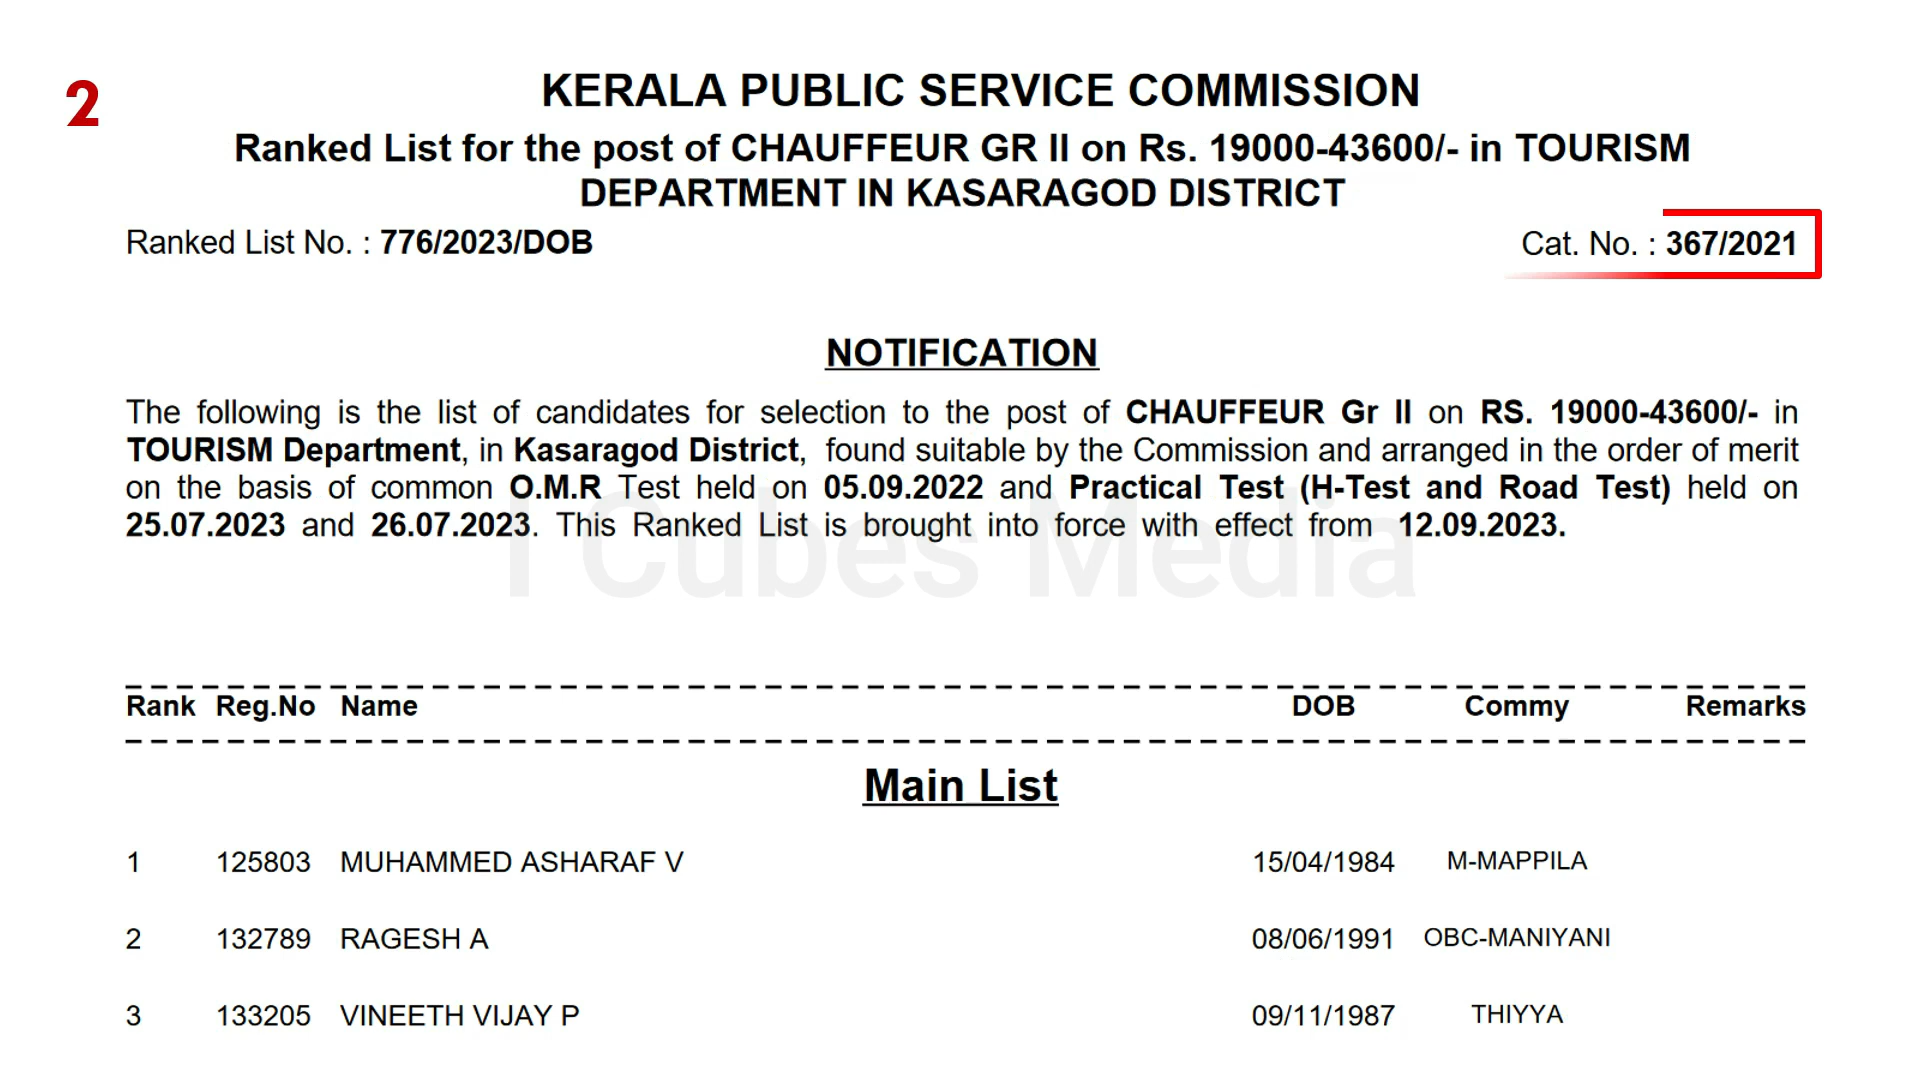 2
KERALA PUBLIC SERVICE COMMISSION
Ranked List for the post of CHAUFFEUR GR II on Rs. 19000-43600/- in TOURISM
DEPARTMENT IN KASARAGOD DISTRICT
Ranked List No. : 776/2023/DOB Cat. No. : 367/2021
NOTIFICATION
The following is the list of candidates for selection to the post of CHAUFFEUR Gr II on RS. 19000-43600/- in
TOURISM Department, in Kasaragod District, found suitable by the Commission and arranged in the order of merit
on the basis of common O.M.R Test held on 05.09.2022 and Practical Test (H-Test and Road Test) held on
25.07.2023 and 26.07.2023. This Ranked List is brought into force with effect from 12.09.2023.
I Cubes Media
Rank Reg.No Name DOB Commy Remarks
Main List
1 125803 MUHAMMED ASHARAF V 15/04/1984 M-MAPPILA
2 132789 RAGESH A 08/06/1991 OBC-MANIYANI
3 133205 VINEETH VIJAY P 09/11/1987 THIYYA